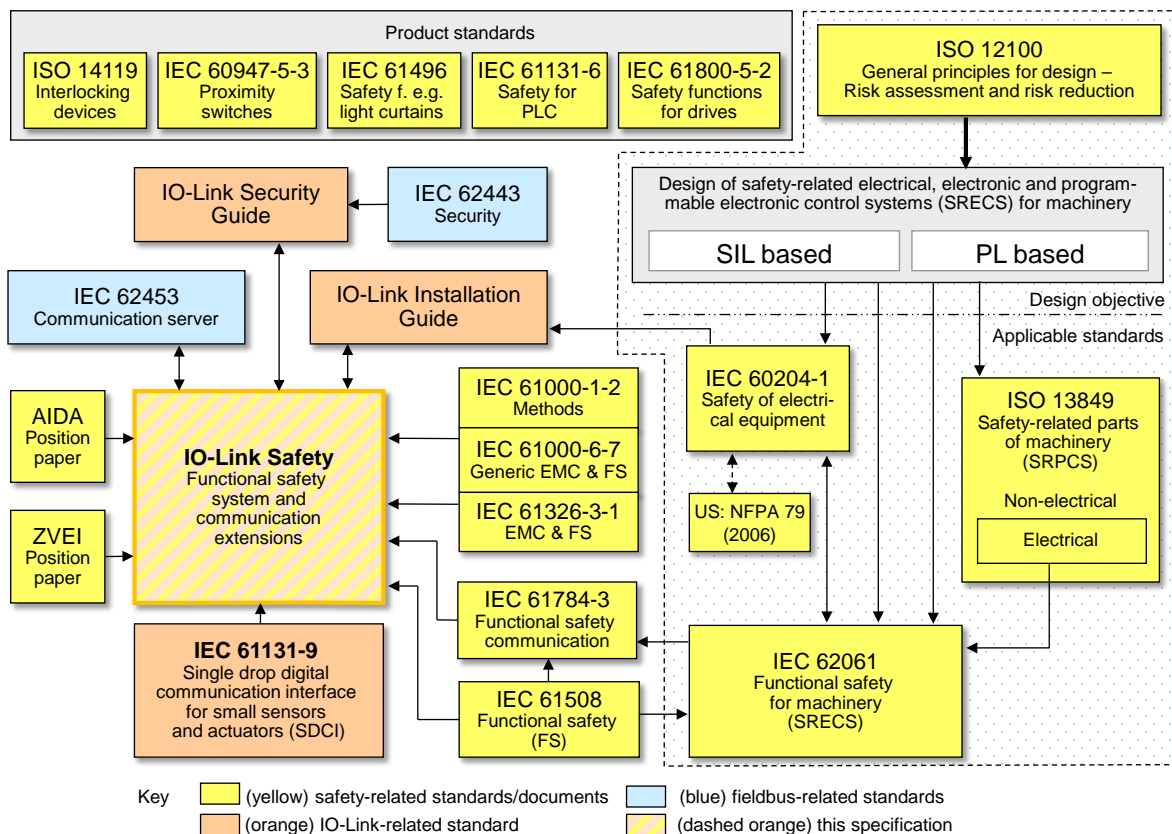 Product standards
ISO 14119
Interlocking
devices
IEC 60947-5-3
Proximity
switches
IEC 61496
Safety f. e.g.
light curtains
IEC 61131-6
Safety for
PLC
IEC 61800-5-2
Safety functions
for drives
ISO 12100
General principles for design –
Risk assessment and risk reduction
IO-Link Security
Guide
IEC 62443
Security
Design of safety-related electrical, electronic and program-
mable electronic control systems (SRECS) for machinery
SIL based
PL based
IEC 62453
Communication server
IO-Link Installation
Guide
Design objective
Applicable standards
AIDA
Position
paper
ZVEI
Position
paper
IO-Link Safety
Functional safety
system and
communication
extensions
IEC 61000-1-2
Methods
IEC 61000-6-7
Generic EMC & FS
IEC 61326-3-1
EMC & FS
IEC 60204-1
Safety of electri-
cal equipment
US: NFPA 79
(2006)
ISO 13849
Safety-related parts
of machinery
(SRPCS)
Non-electrical
Electrical
IEC 61131-9
Single drop digital
communication interface
for small sensors
and actuators (SDCI)
IEC 61784-3
Functional safety
communication
IEC 61508
Functional safety
(FS)
IEC 62061
Functional safety
for machinery
(SRECS)
Key
(yellow) safety-related standards/documents
(blue) fieldbus-related standards
(orange) IO-Link-related standard
(dashed orange) this specification